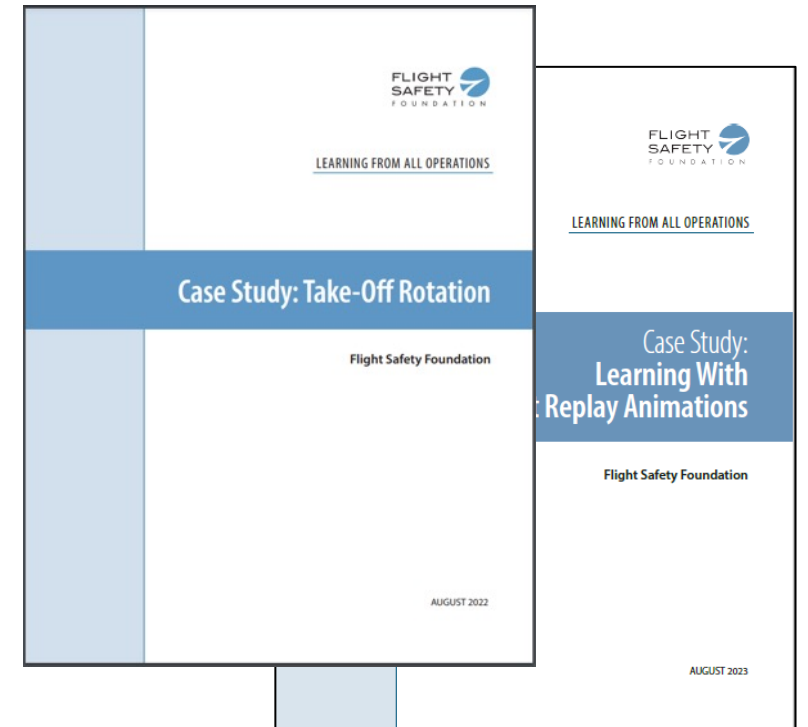 FLIGHT
SAFETY
FOUNDATION
LEARNING FROM ALL OPERATIONS
Case Study: Take-Off Rotation
Flight Safety Foundation
AUGUST 2022
FLIGHT
SAFETY
FOUNDATION
LEARNING FROM ALL OPERATIONS
Case Study:
Learning With
Replay Animations
Flight Safety Foundation
AUGUST 2023